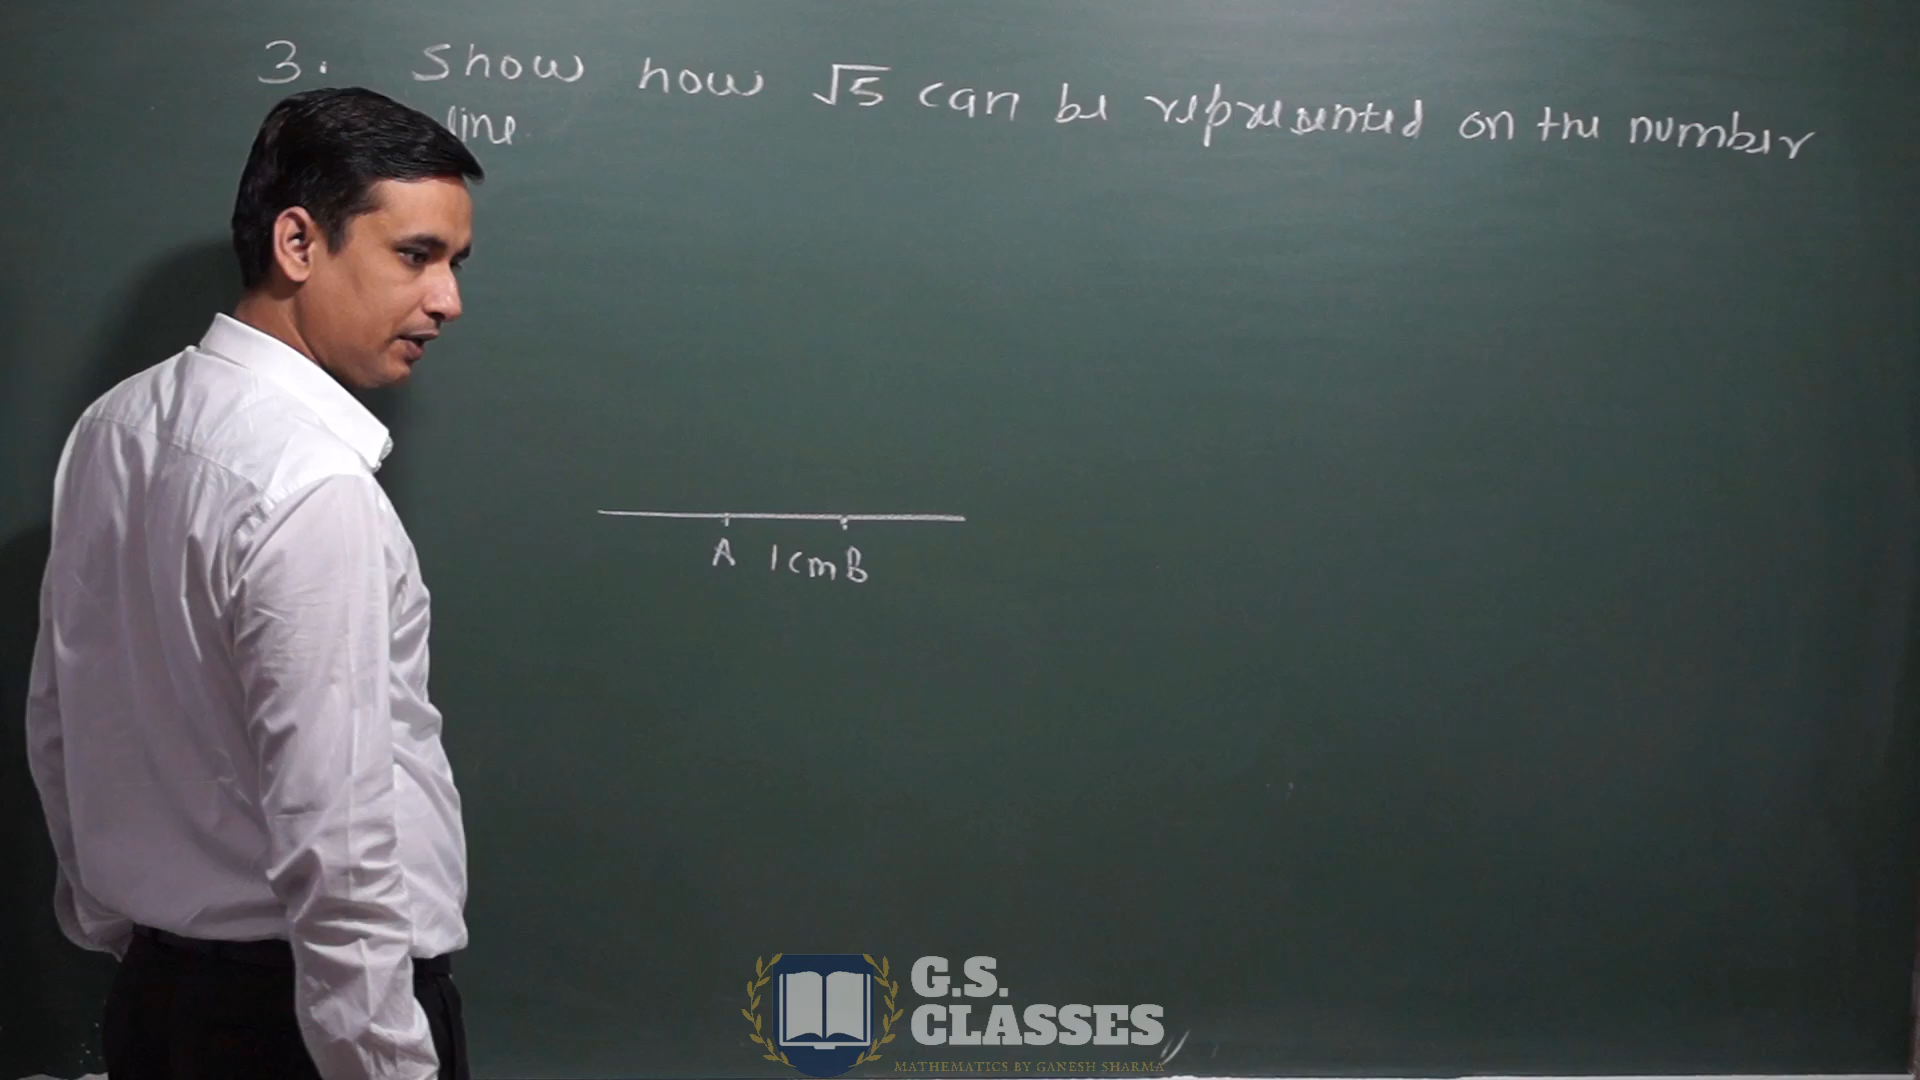 3. Show how √5 can be represented on the number
line
A 1cm B
G.S.
CLASSES
MATHEMATICS BY GANESH SHARMA